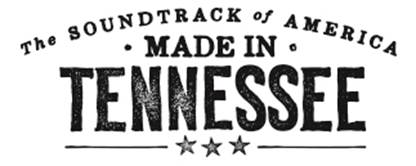 The SOUNDTRACK of AMERICA
MADE IN
TENNESSEE